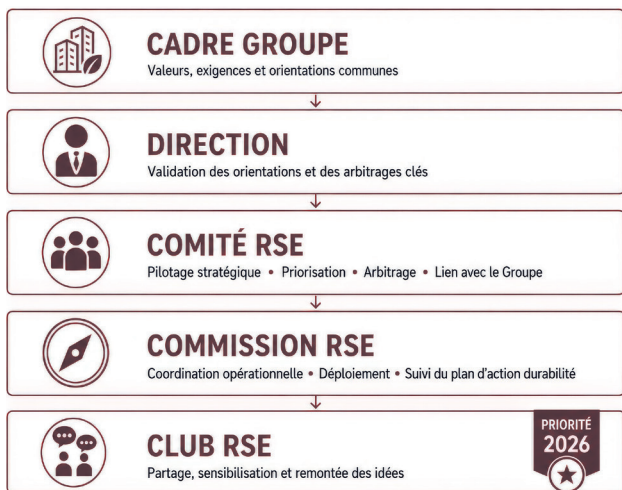 CADRE GROUPE
Valeurs, exigences et orientations communes
DIRECTION
Validation des orientations et des arbitrages clés
COMITÉ RSE
Pilotage stratégique • Priorisation • Arbitrage • Lien avec le Groupe
COMMISSION RSE
Coordination opérationnelle • Déploiement • Suivi du plan d'action durabilité
CLUB RSE
Partage, sensibilisation et remontée des idées
PRIORITÉ
2026